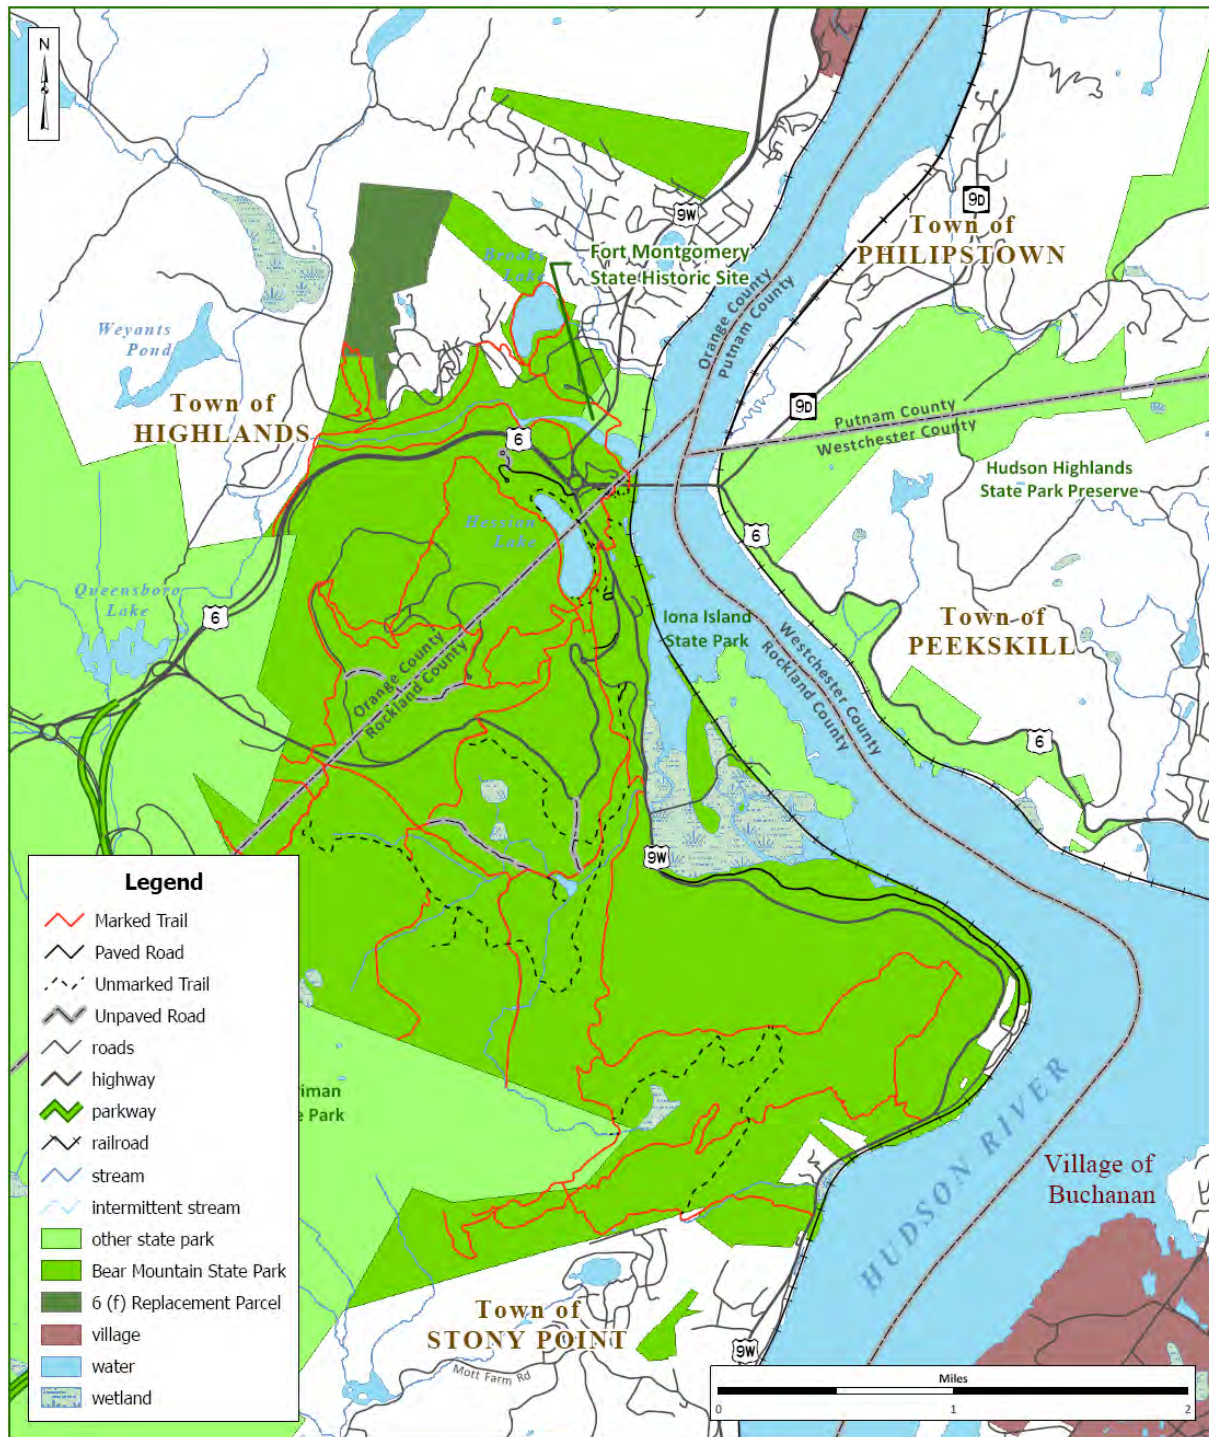 N
9W
9D
Town of
PHILIPSTOWN
Brooks
Lake
Fort Montgomery
State Historic Site
Orange County
Putnam County
Weyants
Pond
Town of
HIGHLANDS
9D
Putnam County
Westchester County
6
Hudson Highlands
State Park Preserve
Hessian
Lake
6
Queensboro
Lake
6
Iona Island
State Park
Town of
PEEKSKILL
Westchester County
Rockland County
Orange County
Rockland County
6
9W
Legend
Marked Trail
Paved Road
Unmarked Trail
Unpaved Road
roads
highway
parkway
railroad
stream
intermittent stream
other state park
Bear Mountain State Park
6 (f) Replacement Parcel
village
water
wetland
riman
e Park
HUDSON RIVER
Village of
Buchanan
Town of
STONY POINT
Mott Farm Rd
9W
Miles
0 1 2